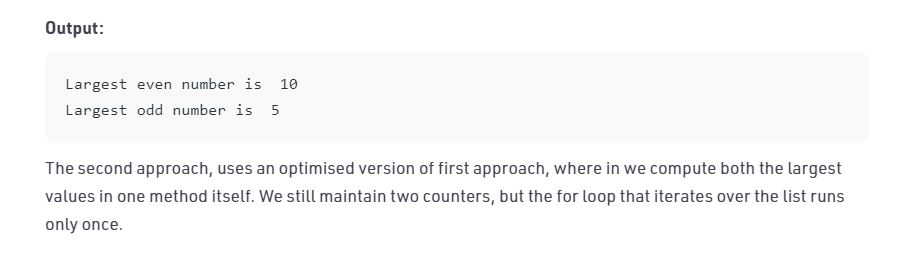 Output:
Largest even number is  10
Largest odd number is  5
The second approach, uses an optimised version of first approach, where in we compute both the largest
values in one method itself. We still maintain two counters, but the for loop that iterates over the list runs
only once.